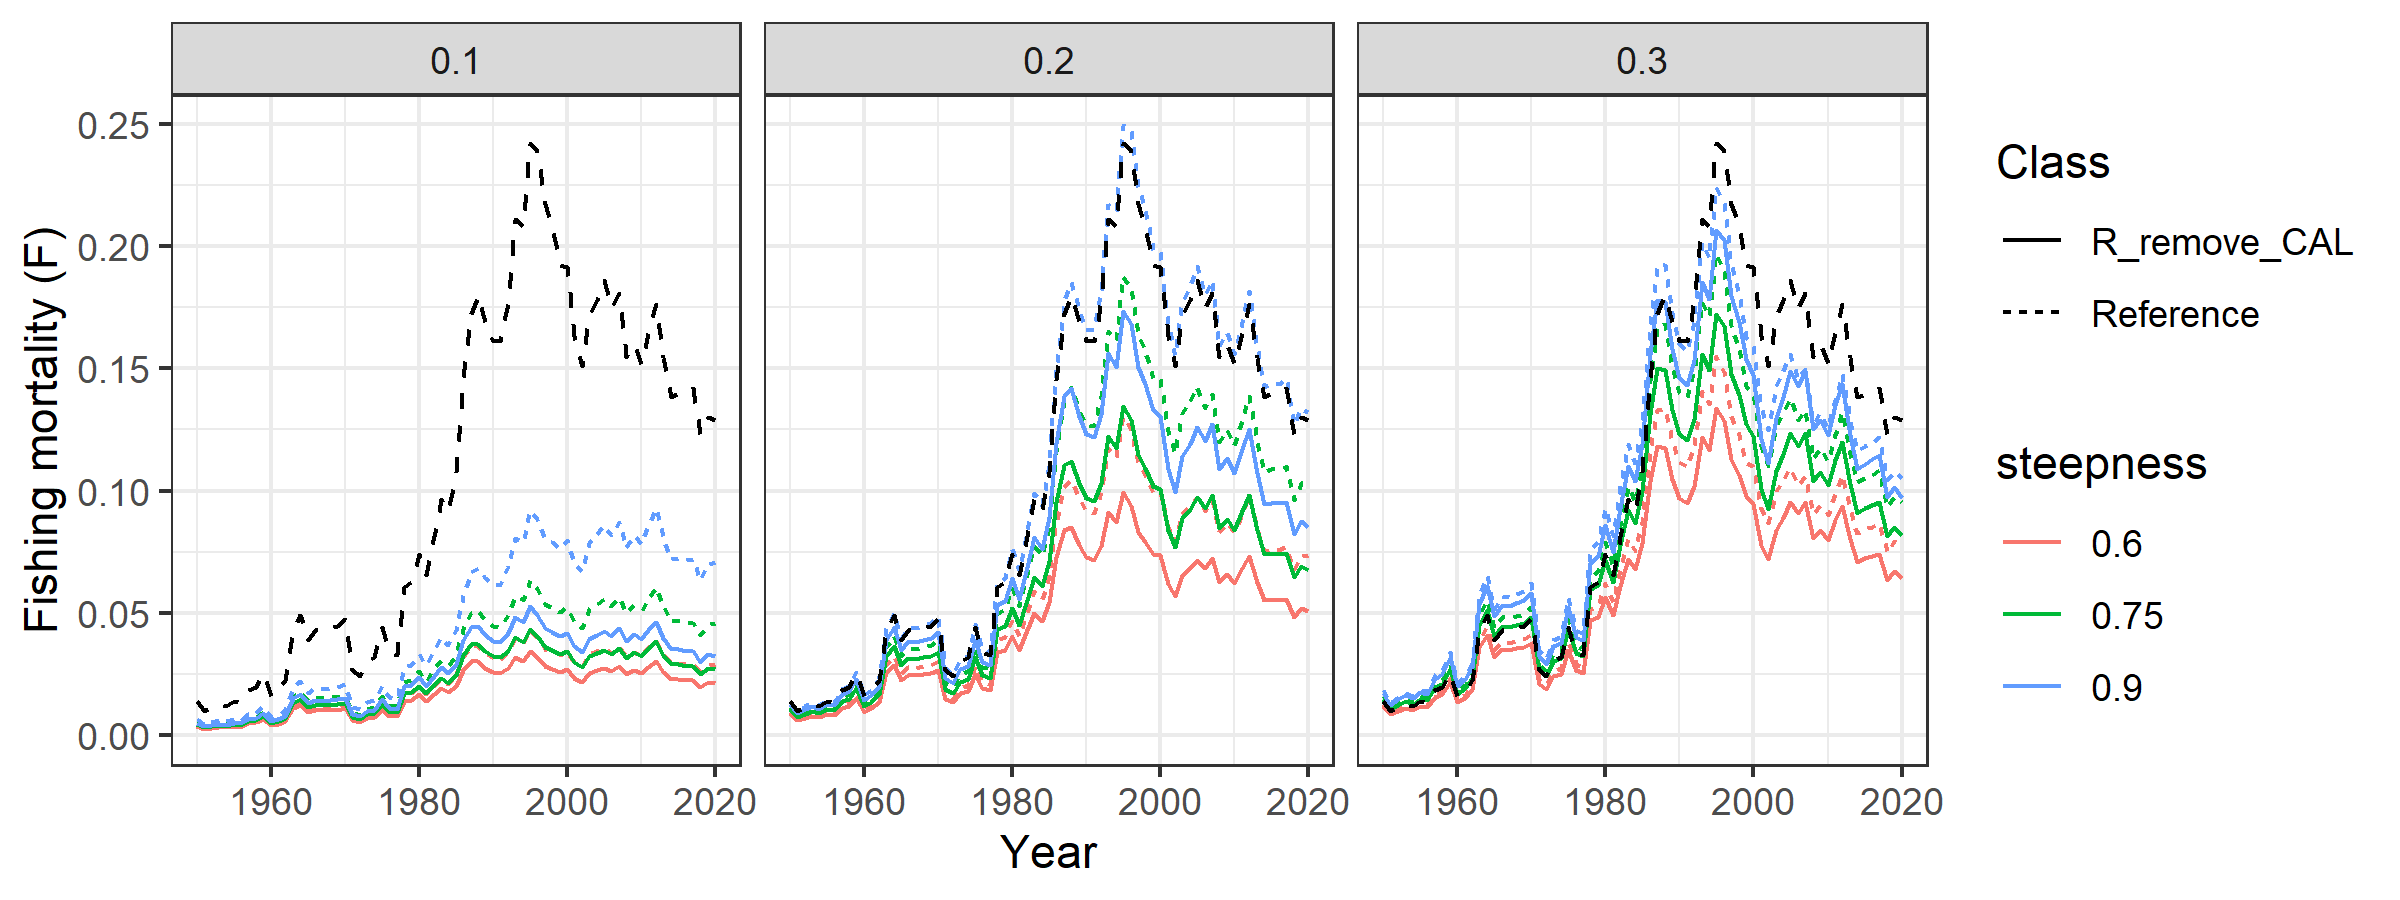 0.1 0.2 0.3
0.25
0.20
0.15
0.10
0.05
0.00
Fishing mortality (F)
1960 1980 2000 2020 1960 1980 2000 2020 1960 1980 2000 2020
Year
Class
R_remove_CAL
Reference
steepness
0.6
0.75
0.9